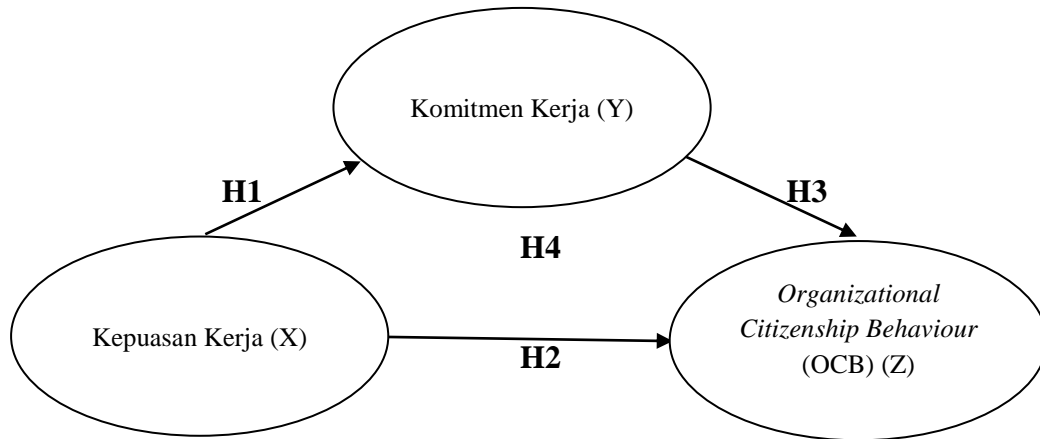 Komitmen Kerja (Y)
H1
H3
H4
Organizational
Citizenship Behaviour
(OCB) (Z)
Kepuasan Kerja (X)
H2